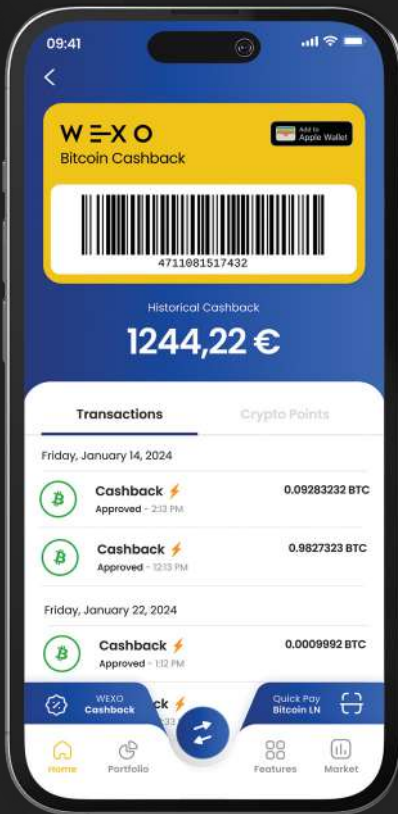 09:41
WEXO
Bitcoin Cashback
Add to
Apple Wallet
4711081517432
Historical Cashback
1244,22 €
Transactions
Crypto Points
Friday, January 14, 2024
Cashback
0.09283232 BTC
Approved - 2:13 PM
Cashback
0.9827323 BTC
Approved - 12:13 PM
Friday, January 22, 2024
Cashback
0.0009992 BTC
Approved - 1:12 PM
WEXO
Cashback
ck
:33
Quick Pay
Bitcoin LN
Home
Portfolio
Features
Market